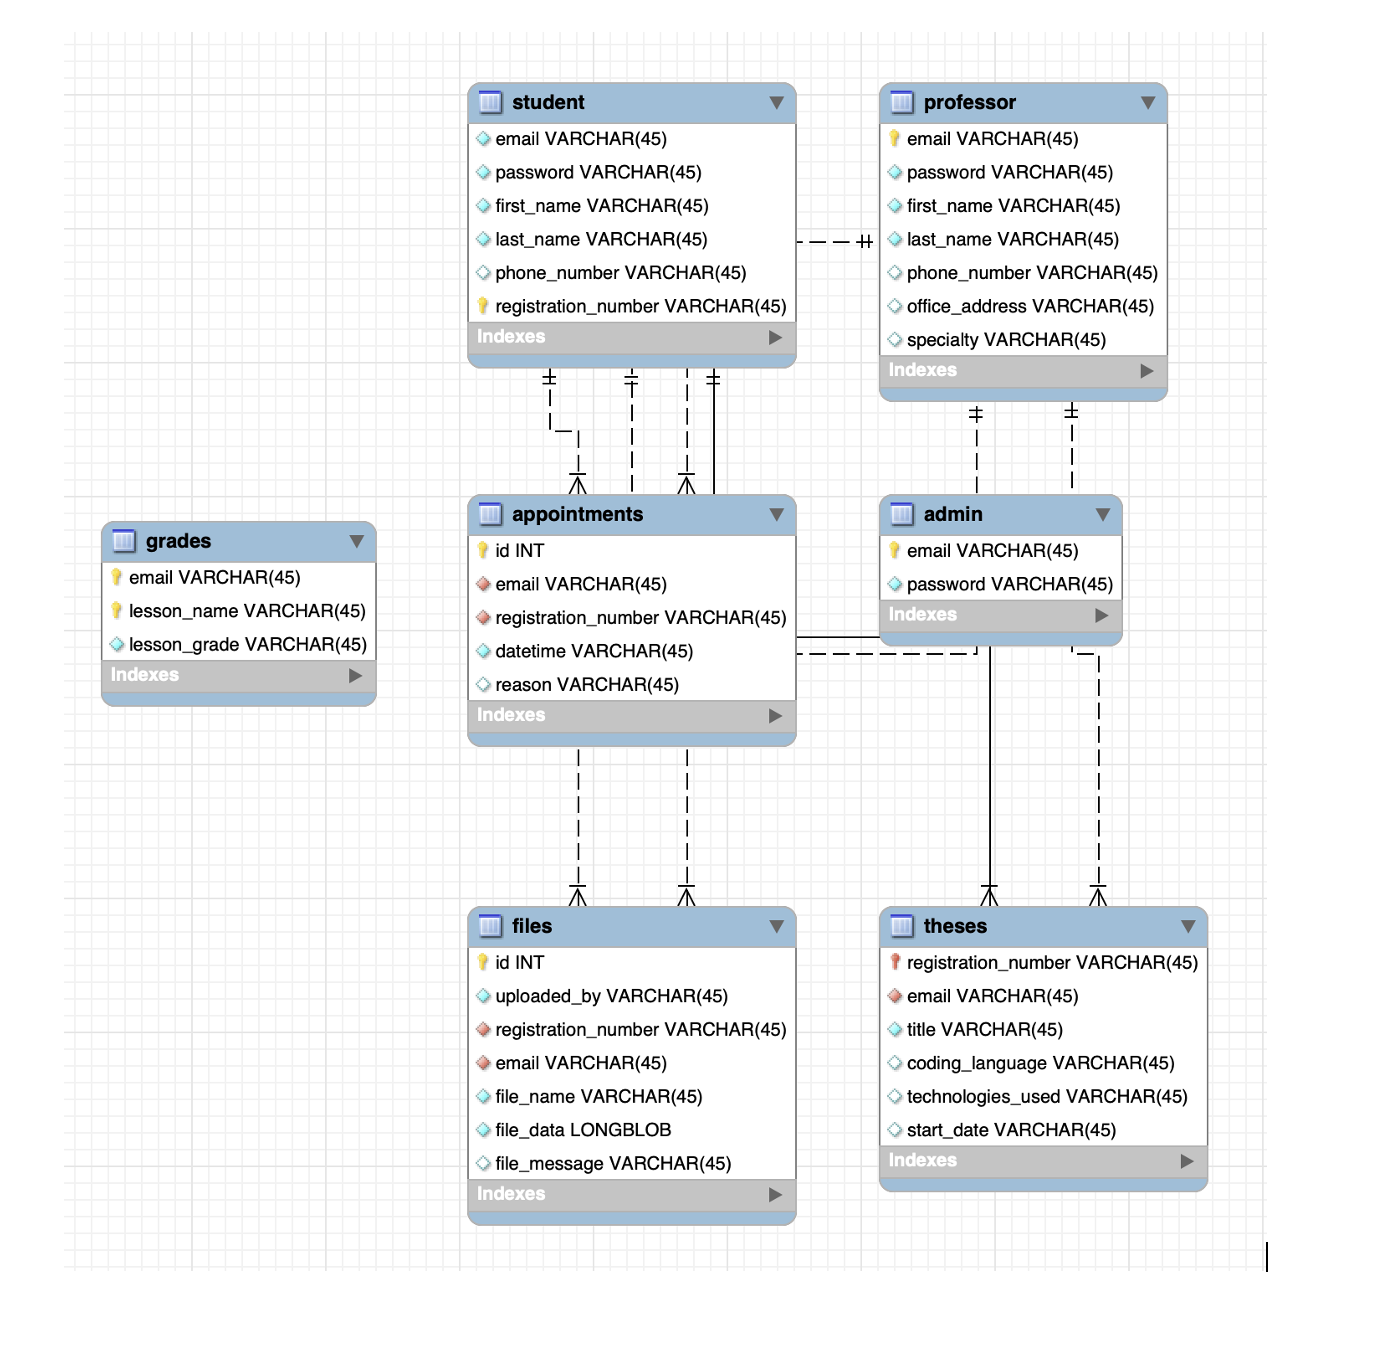 student
email VARCHAR(45)
password VARCHAR(45)
first_name VARCHAR(45)
last_name VARCHAR(45)
phone_number VARCHAR(45)
registration_number VARCHAR(45)
Indexes
professor
email VARCHAR(45)
password VARCHAR(45)
first_name VARCHAR(45)
last_name VARCHAR(45)
phone_number VARCHAR(45)
office_address VARCHAR(45)
specialty VARCHAR(45)
Indexes
grades
email VARCHAR(45)
lesson_name VARCHAR(45)
lesson_grade VARCHAR(45)
Indexes
appointments
id INT
email VARCHAR(45)
registration_number VARCHAR(45)
datetime VARCHAR(45)
reason VARCHAR(45)
Indexes
admin
email VARCHAR(45)
password VARCHAR(45)
Indexes
files
id INT
uploaded_by VARCHAR(45)
registration_number VARCHAR(45)
email VARCHAR(45)
file_name VARCHAR(45)
file_data LONGBLOB
file_message VARCHAR(45)
Indexes
theses
registration_number VARCHAR(45)
email VARCHAR(45)
title VARCHAR(45)
coding_language VARCHAR(45)
technologies_used VARCHAR(45)
start_date VARCHAR(45)
Indexes